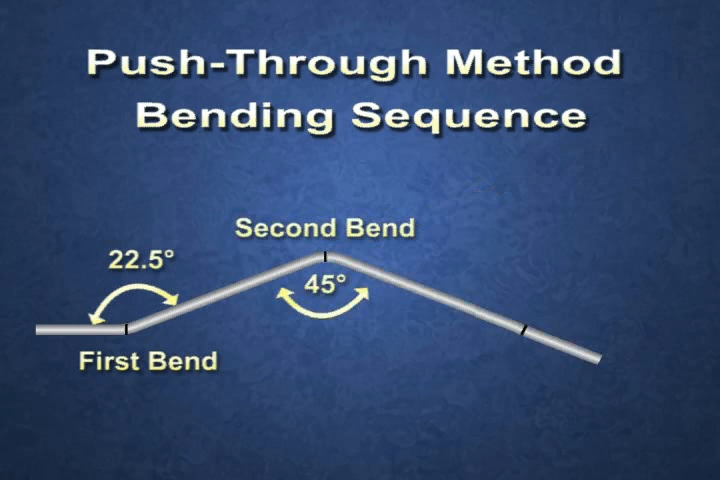 Push-Through Method
Bending Sequence
Second Bend
22.5°
45°
First Bend